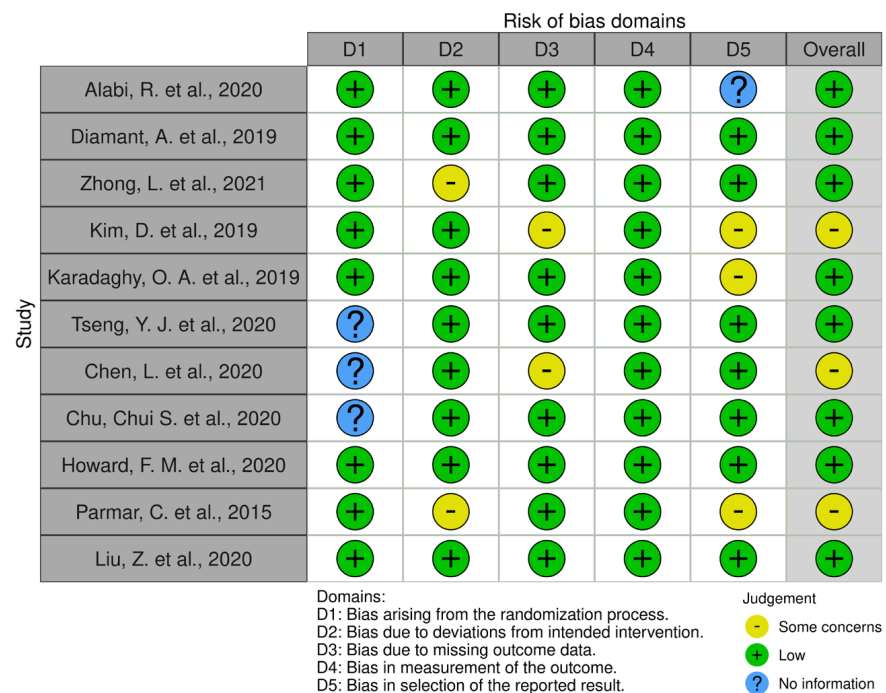 Risk of bias domains
D1 D2 D3 D4 D5 Overall
Study
Alabi, R. et al., 2020 + + + + ? +
Diamant, A. et al., 2019 + + + + + +
Zhong, L. et al., 2021 + - + + + +
Kim, D. et al., 2019 + + - + - -
Karadaghy, O. A. et al., 2019 + + + + - +
Tseng, Y. J. et al., 2020 ? + + + + +
Chen, L. et al., 2020 ? + - + + -
Chu, Chui S. et al., 2020 ? + + + + +
Howard, F. M. et al., 2020 + + + + + +
Parmar, C. et al., 2015 + - + + - -
Liu, Z. et al., 2020 + + + + + +
Domains:
D1: Bias arising from the randomization process.
D2: Bias due to deviations from intended intervention.
D3: Bias due to missing outcome data.
D4: Bias in measurement of the outcome.
D5: Bias in selection of the reported result.
Judgement
- Some concerns
+ Low
? No information